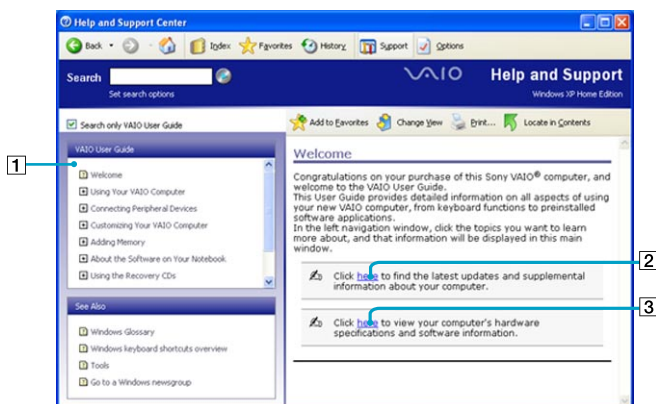 Help and Support Center
Back
Index
Favorites
History
Support
Options
Search
Set search options
VAIO
Help and Support
Windows XP Home Edition
Search only VAIO User Guide
Add to Favorites
Change View
Print...
Locate in Contents
VAIO User Guide
Welcome
Using Your VAIO Computer
Connecting Peripheral Devices
Customizing Your VAIO Computer
Adding Memory
About the Software on Your Notebook
Using the Recovery CDs
See Also
Windows Glossary
Windows keyboard shortcuts overview
Tools
Go to a Windows newsgroup
Welcome
Congratulations on your purchase of this Sony VAIO® computer, and
welcome to the VAIO User Guide.
This User Guide provides detailed information on all aspects of using
your new VAIO computer, from keyboard functions to preinstalled
software applications.
In the left navigation window, click the topics you want to learn
more about, and that information will be displayed in this main
window.
Click here to find the latest updates and supplemental
information about your computer.
Click here to view your computer's hardware
specifications and software information.
1
2
3